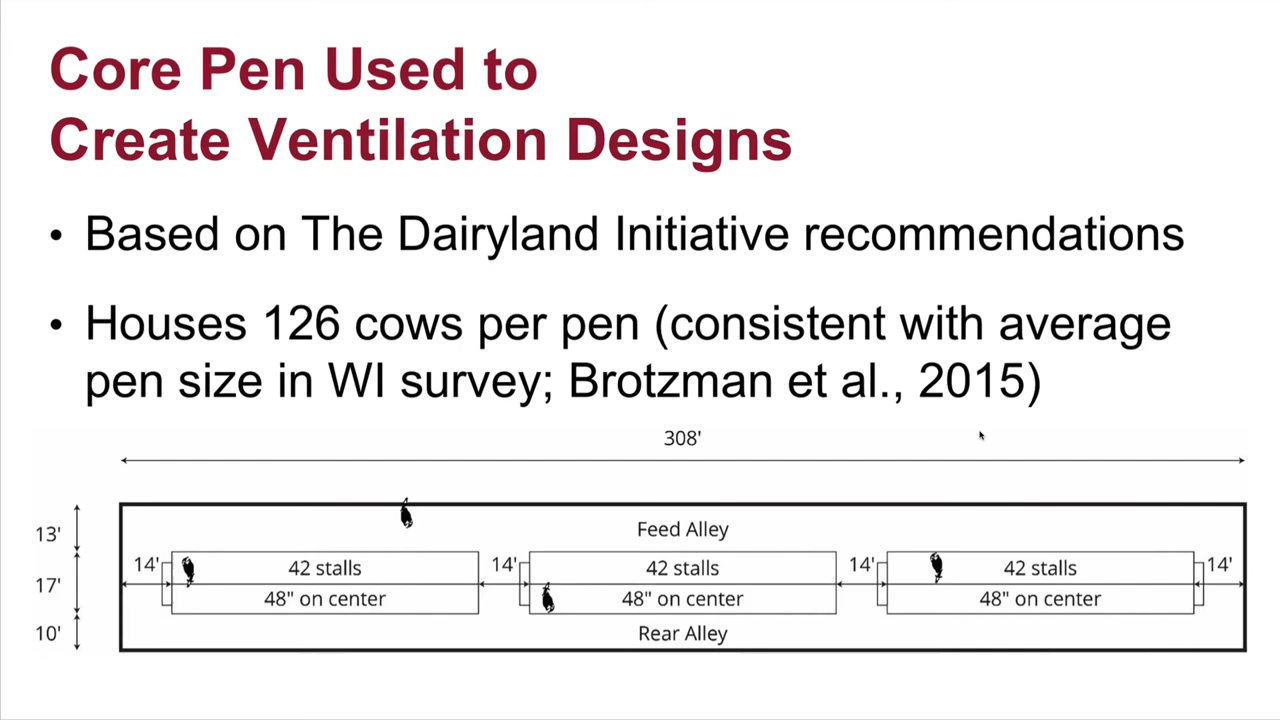 Core Pen Used to
Create Ventilation Designs
• Based on The Dairyland Initiative recommendations
• Houses 126 cows per pen (consistent with average
pen size in WI survey; Brotzman et al., 2015)
308'
13'
Feed Alley
14'
42 stalls
14'
42 stalls
14'
42 stalls
14'
17'
48" on center
48" on center
48" on center
10'
Rear Alley